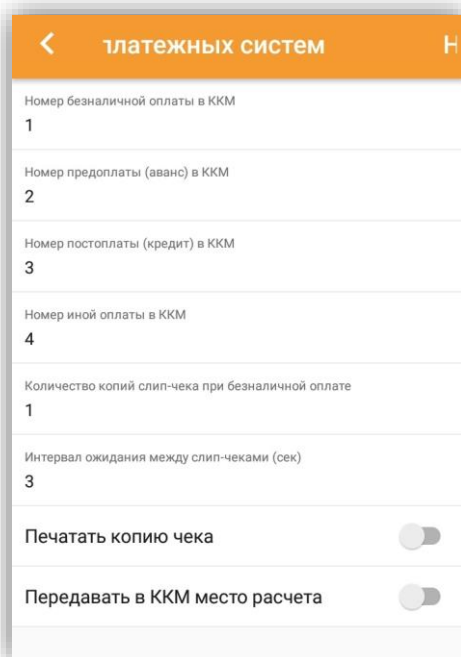 платежных систем Н
Номер безналичной оплаты в ККМ
1
Номер предоплаты (аванс) в ККМ
2
Номер постоплаты (кредит) в ККМ
3
Номер иной оплаты в ККМ
4
Количество копий слип-чека при безналичной оплате
1
Интервал ожидания между слип-чеками (сек)
3
Печатать копию чека
Передавать в ККМ место расчета